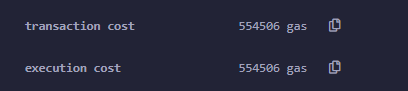 transaction cost 554506 gas
execution cost 554506 gas